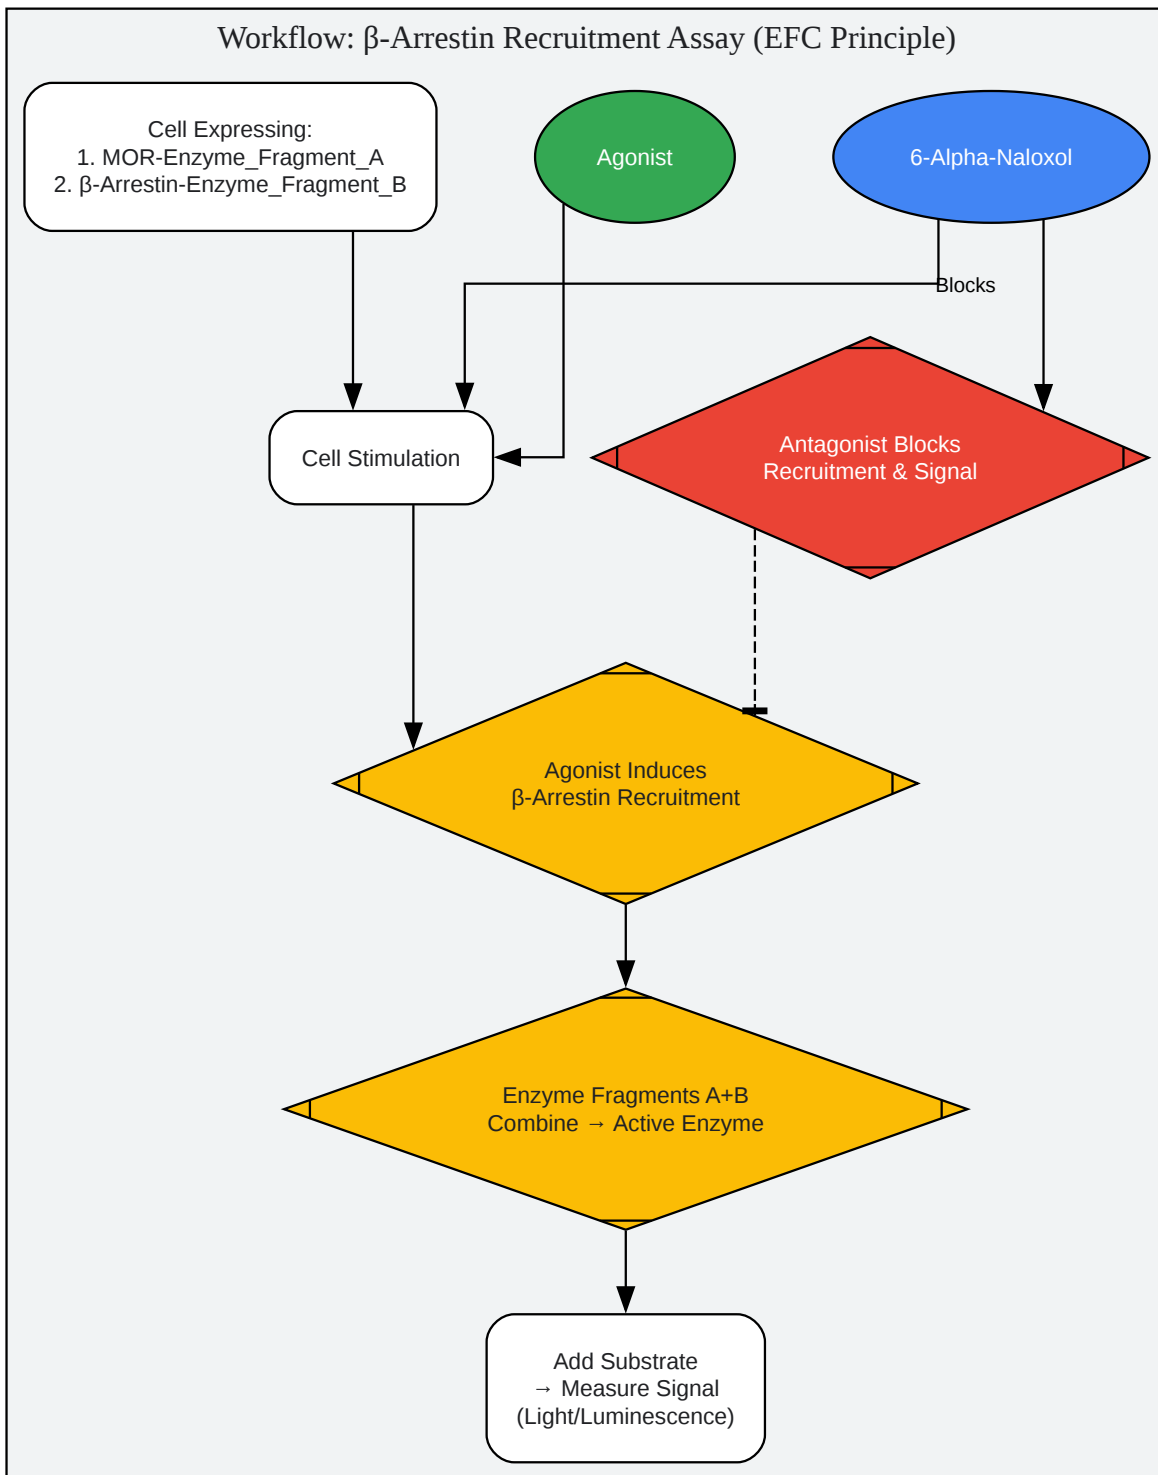 Workflow: β-Arrestin Recruitment Assay (EFC Principle)
Cell Expressing:
1. MOR-Enzyme_Fragment_A
2. β-Arrestin-Enzyme_Fragment_B
Agonist
6-Alpha-Naloxol
Blocks
Cell Stimulation
Antagonist Blocks
Recruitment & Signal
Agonist Induces
β-Arrestin Recruitment
Enzyme Fragments A+B
Combine → Active Enzyme
Add Substrate
→ Measure Signal
(Light/Luminescence)